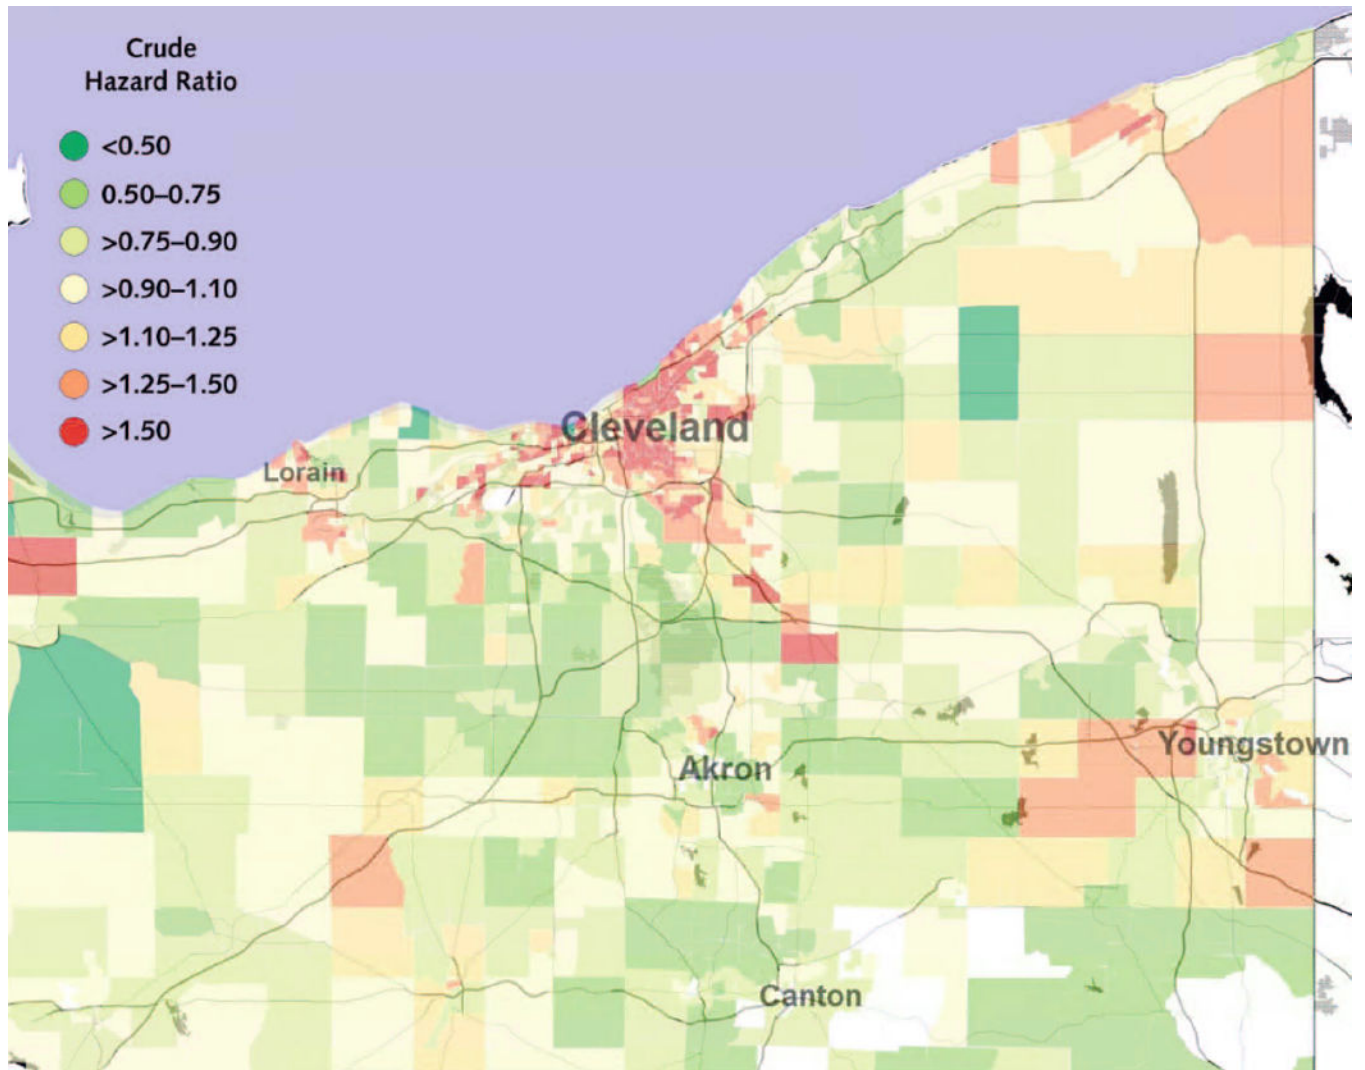 Crude
Hazard Ratio
<0.50
0.50–0.75
>0.75–0.90
>0.90–1.10
>1.10–1.25
>1.25–1.50
>1.50
Cleveland
Lorain
Youngstown
Akron
Canton